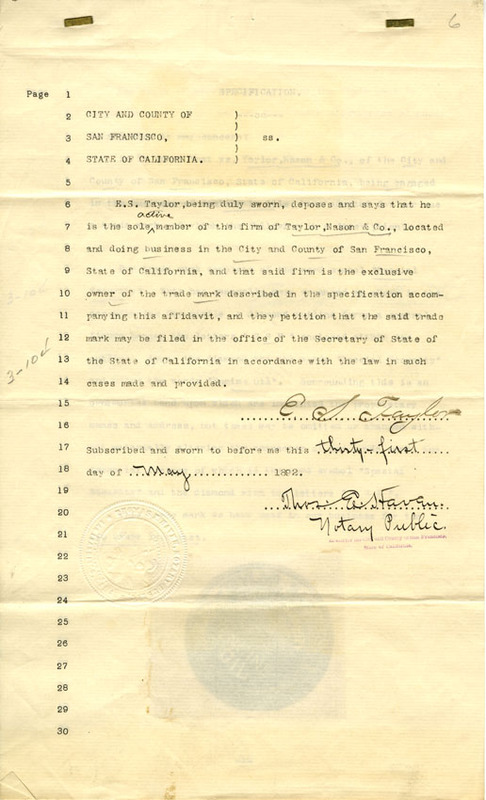 6
Page 1
2 CITY AND COUNTY OF )
)
3 SAN FRANCISCO, ) ss.
)
4 STATE OF CALIFORNIA. )
5
6 E.S. Taylor, being duly sworn, deposes and says that he
active
7 is the sole member of the firm of Taylor, Nason & Co., located
8 and doing business in the City and County of San Francisco,
9 State of California, and that said firm is the exclusive
10 owner of the trade mark described in the specification accom-
11 panying this affidavit, and they petition that the said trade
12 mark may be filed in the office of the Secretary of State of
13 the State of California in accordance with the law in such
14 cases made and provided.
3-10d
3-10d
15 E. S. Taylor
16
17 Subscribed and sworn to before me this thirty-first
18 day of May 1892.
19 Thos. E. Haven.
20 Notary Public
21
22
23
24
25
26
27
28
29
30